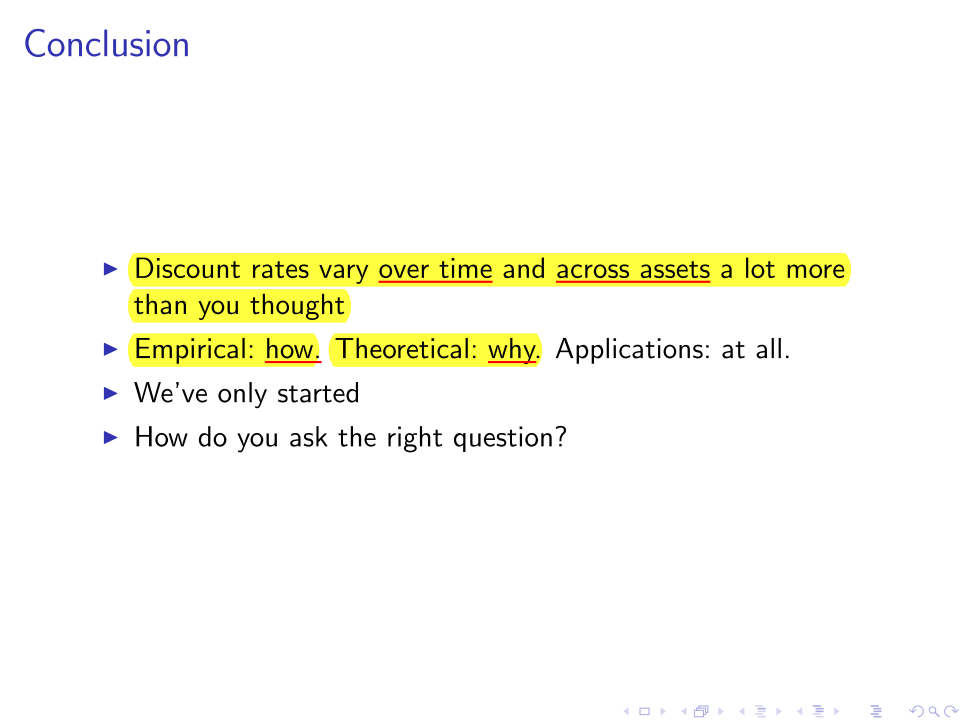 Conclusion
Discount rates vary over time and across assets a lot more
than you thought
Empirical: how. Theoretical: why. Applications: at all.
We've only started
How do you ask the right question?